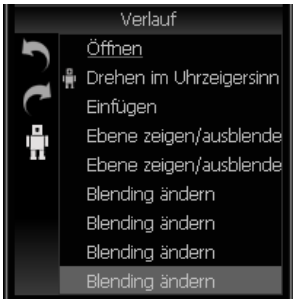 Verlauf
Öffnen
Drehen im Uhrzeigersinn
Einfügen
Ebene zeigen/ausblende
Ebene zeigen/ausblende
Blending ändern
Blending ändern
Blending ändern
Blending ändern